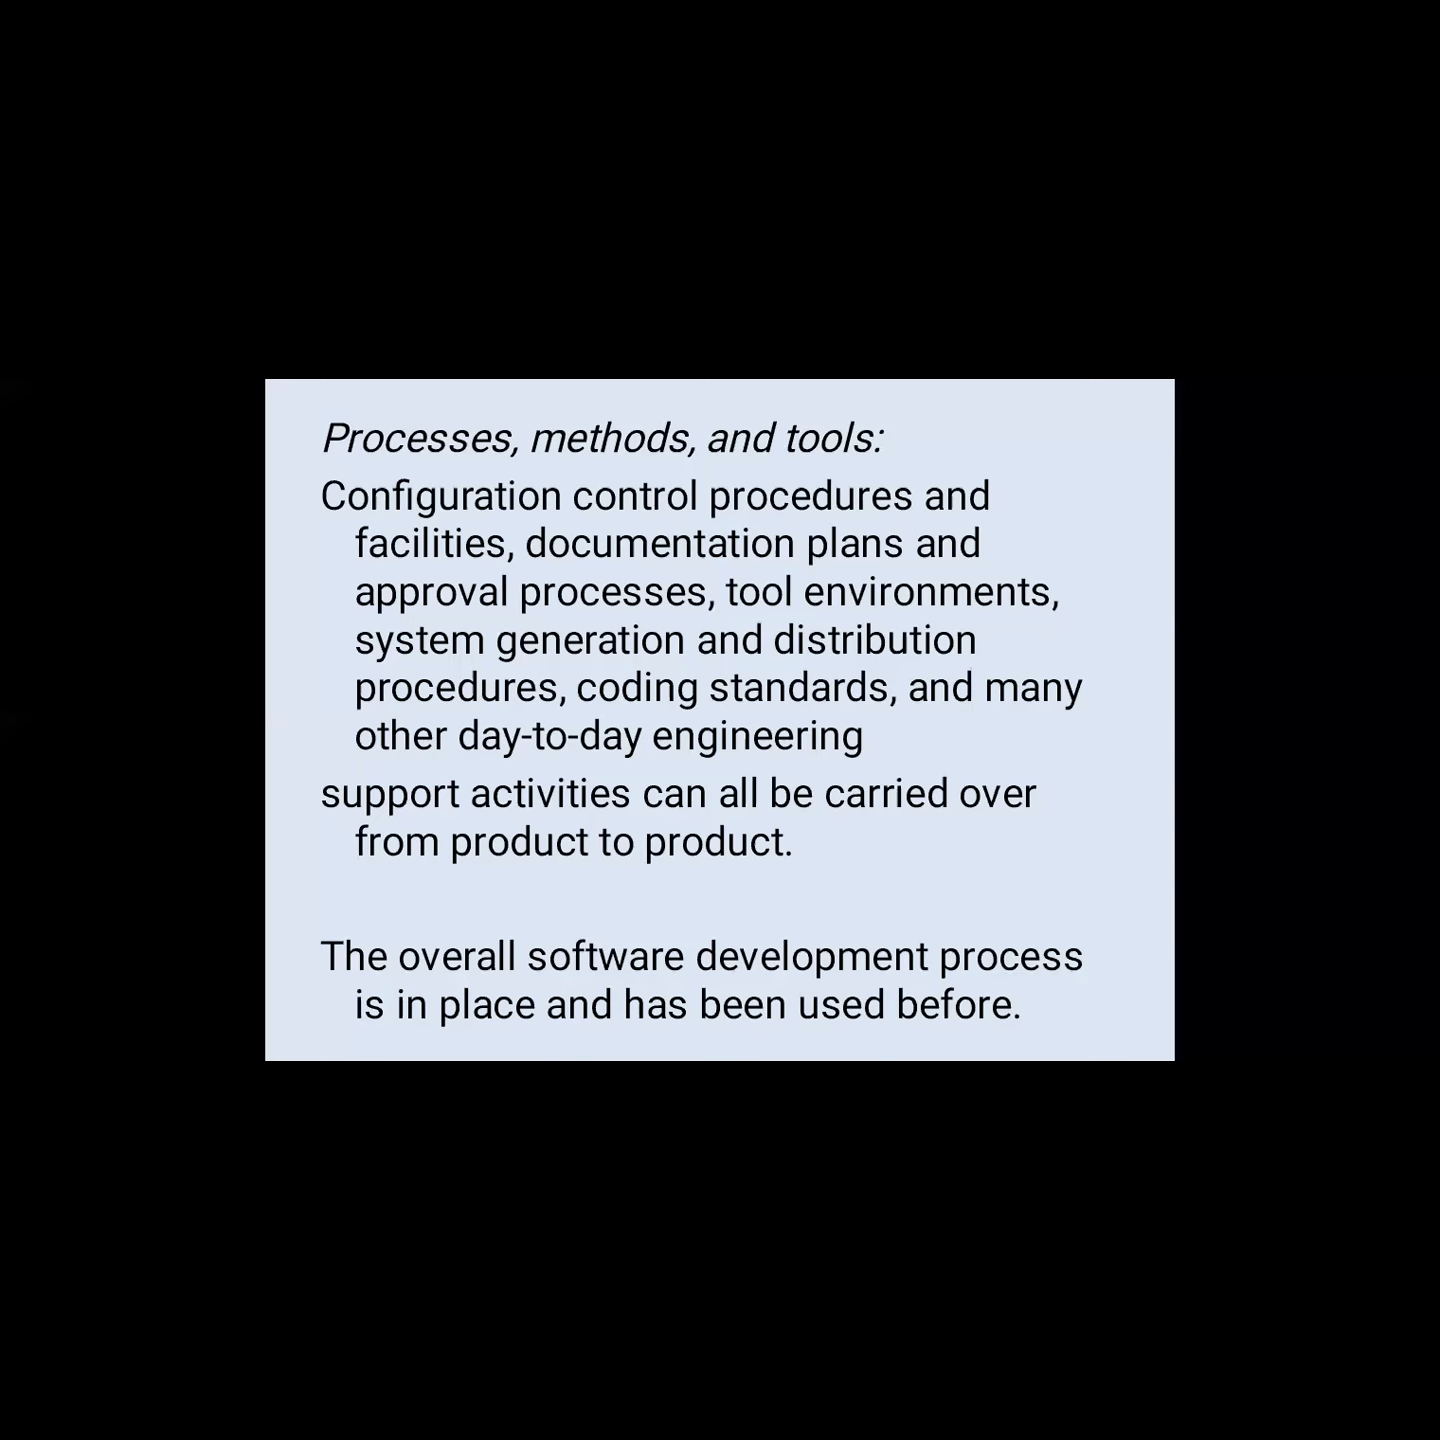 Processes, methods, and tools:
Configuration control procedures and
facilities, documentation plans and
approval processes, tool environments,
system generation and distribution
procedures, coding standards, and many
other day-to-day engineering
support activities can all be carried over
from product to product.
The overall software development process
is in place and has been used before.